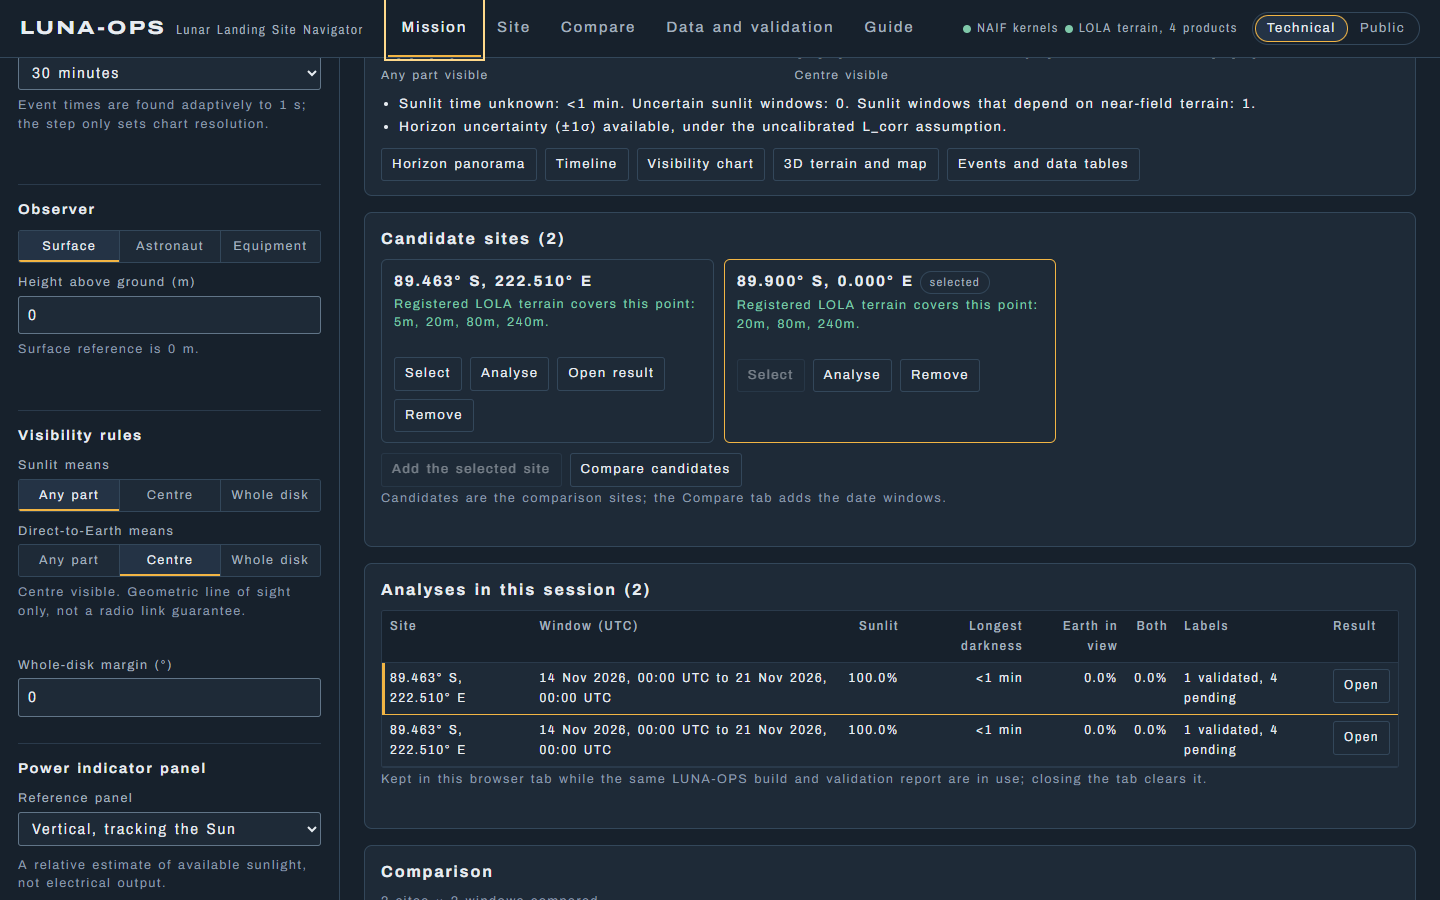 LUNA-OPS Lunar Landing Site Navigator Mission Site Compare Data and validation Guide NAIF kernels LOLA terrain, 4 products Technical Public
30 minutes
Event times are found adaptively to 1 s;
the step only sets chart resolution.
Observer
Surface Astronaut Equipment
Height above ground (m)
0
Surface reference is 0 m.
Visibility rules
Sunlit means
Any part Centre Whole disk
Direct-to-Earth means
Any part Centre Whole disk
Centre visible. Geometric line of sight
only, not a radio link guarantee.
Whole-disk margin (°)
0
Power indicator panel
Reference panel
Vertical, tracking the Sun
A relative estimate of available sunlight,
not electrical output.
Any part visible Centre visible
• Sunlit time unknown: <1 min. Uncertain sunlit windows: 0. Sunlit windows that depend on near-field terrain: 1.
• Horizon uncertainty (±1σ) available, under the uncalibrated L_corr assumption.
Horizon panorama Timeline Visibility chart 3D terrain and map Events and data tables
Candidate sites (2)
89.463° S, 222.510° E
Registered LOLA terrain covers this point:
5m, 20m, 80m, 240m.
Select Analyse Open result
Remove
89.900° S, 0.000° E selected
Registered LOLA terrain covers this point:
20m, 80m, 240m.
Select Analyse Remove
Add the selected site Compare candidates
Candidates are the comparison sites; the Compare tab adds the date windows.
Analyses in this session (2)
Site Window (UTC) Sunlit Longest darkness Earth in view Both Labels Result
89.463° S, 222.510° E 14 Nov 2026, 00:00 UTC to 21 Nov 2026, 00:00 UTC 100.0% <1 min 0.0% 0.0% 1 validated, 4 pending Open
89.463° S, 222.510° E 14 Nov 2026, 00:00 UTC to 21 Nov 2026, 00:00 UTC 100.0% <1 min 0.0% 0.0% 1 validated, 4 pending Open
Kept in this browser tab while the same LUNA-OPS build and validation report are in use; closing the tab clears it.
Comparison